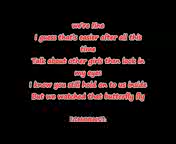 we're fine
I guess that's easier after all this
time
Talk about other girls then look in
my eyes
I know you still hold on to us inside
But we watched that butterfly fly